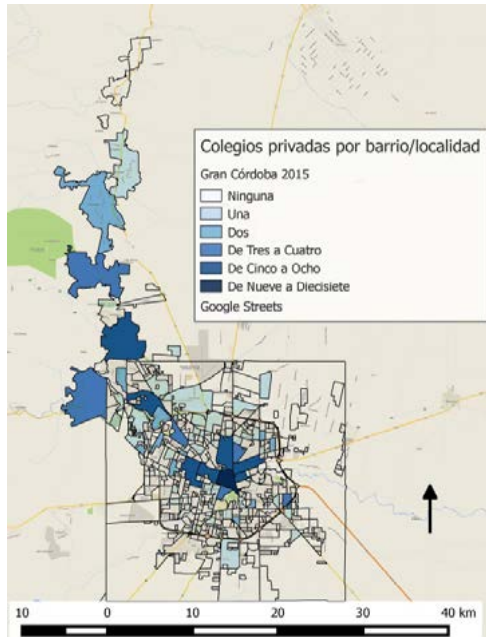 Colegios privadas por barrio/localidad
Gran Córdoba 2015
Ninguna
Una
Dos
De Tres a Cuatro
De Cinco a Ocho
De Nueve a Diecisiete
Google Streets
10 0 10 20 30 40 km